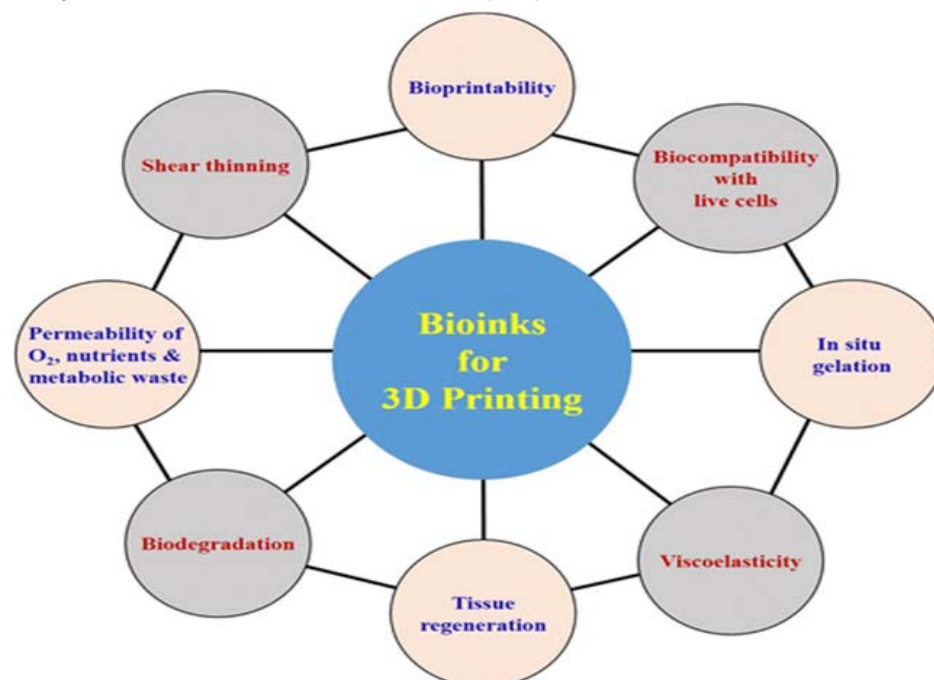 Bioprintability
Shear thinning
Biocompatibility
with
live cells
Permeability of
O₂, nutrients &
metabolic waste
Bioinks
for
3D Printing
In situ
gelation
Biodegradation
Viscoelasticity
Tissue
regeneration